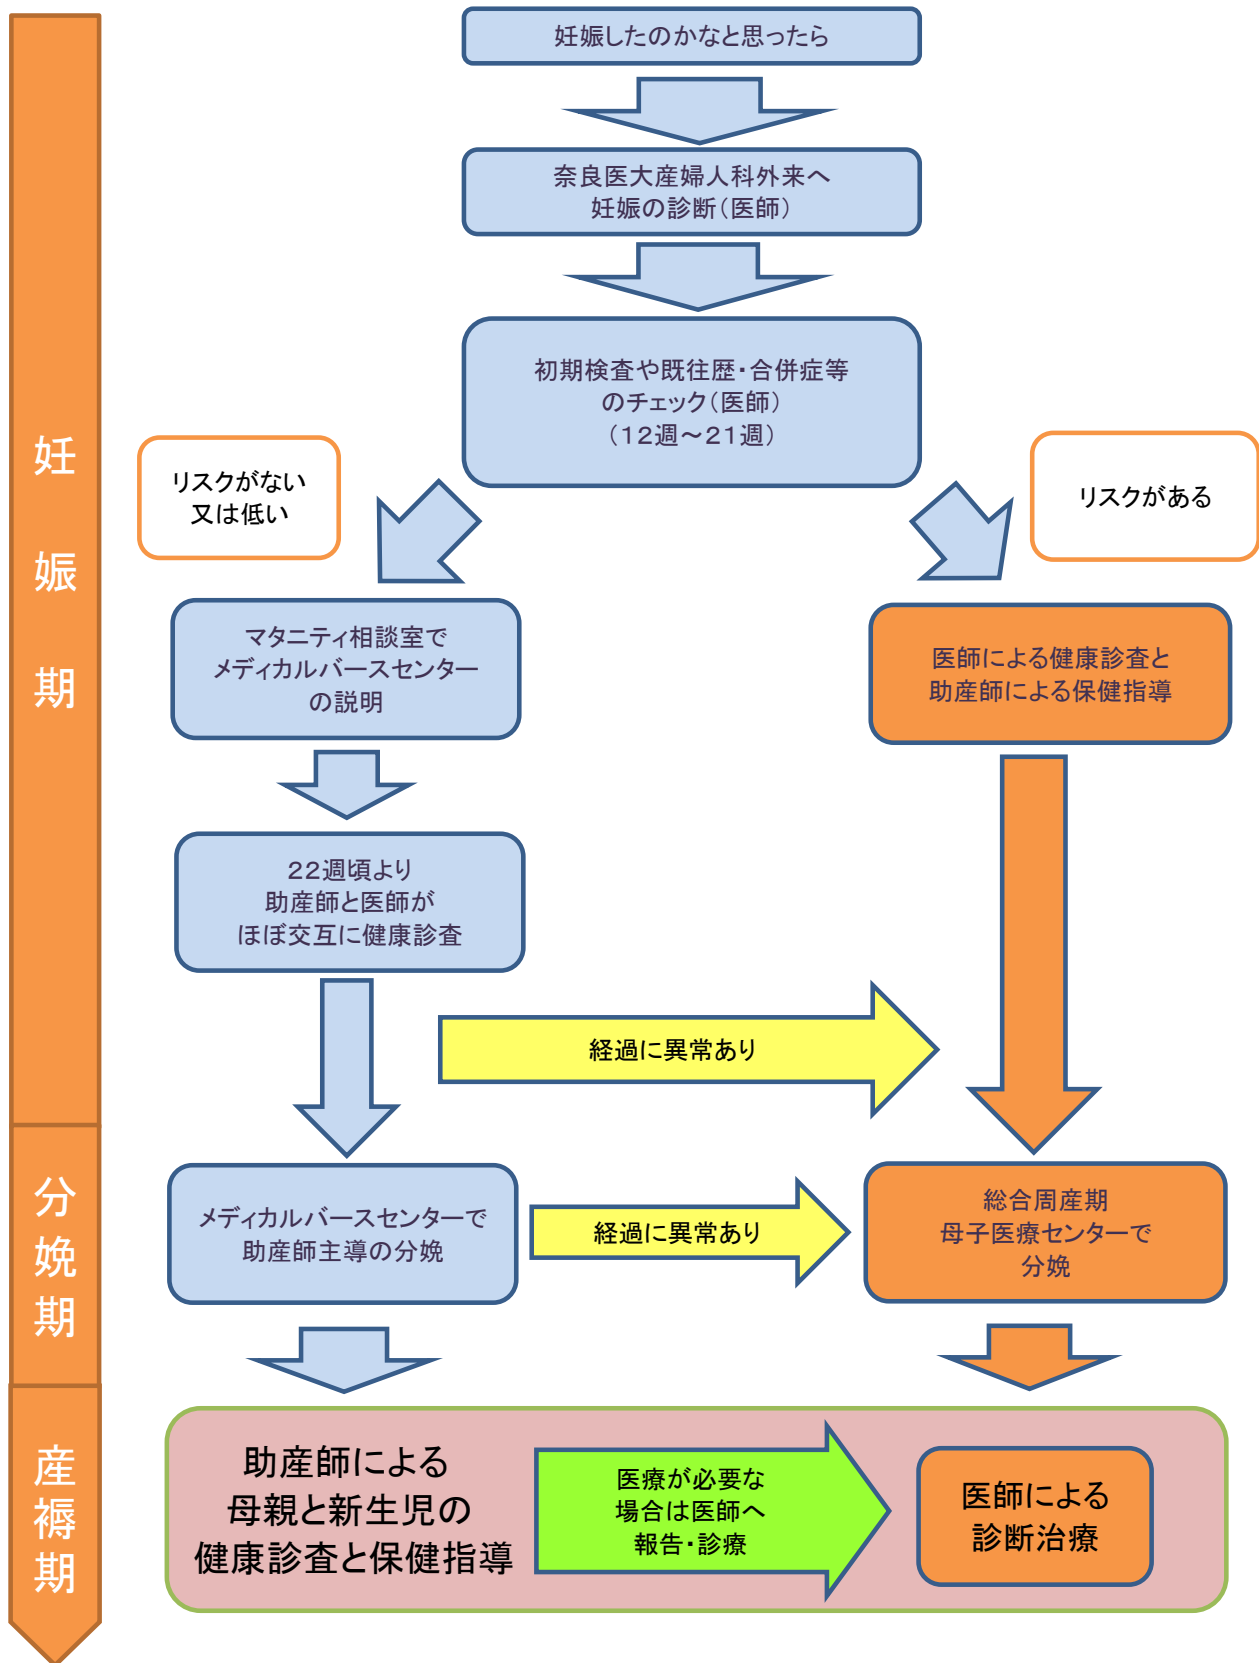 妊娠したのかなと思ったら
奈良医大産婦人科外来へ
妊娠の診断(医師)
初期検査や既往歴・合併症等
のチェック(医師)
(12週～21週)
リスクがない
又は低い
リスクがある
妊娠期
マタニティ相談室で
メディカルバースセンター
の説明
医師による健康診査と
助産師による保健指導
22週頃より
助産師と医師が
ほぼ交互に健康診査
経過に異常あり
分娩期
メディカルバースセンターで
助産師主導の分娩
経過に異常あり
総合周産期
母子医療センターで
分娩
産褥期
助産師による
母親と新生児の
健康診査と保健指導
医療が必要な
場合は医師へ
報告・診療
医師による
診断治療